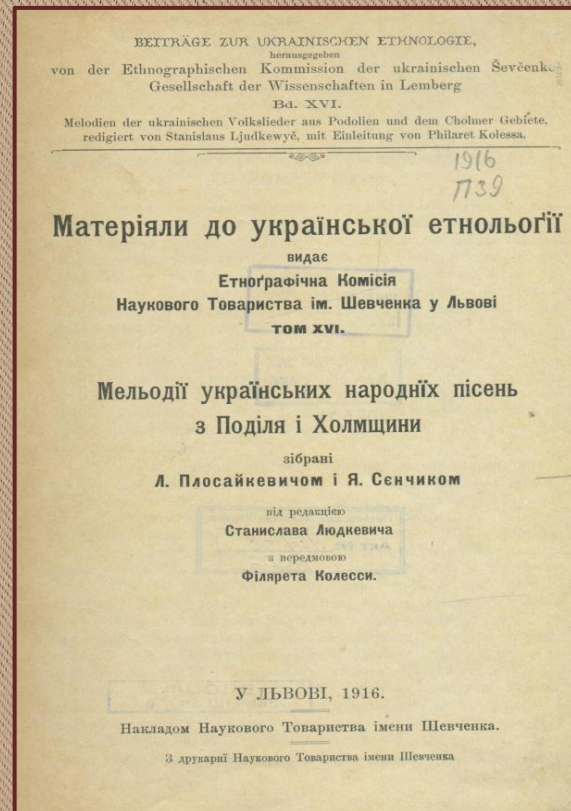 BEITRÄGE ZUR UKRAINISCHEN ETHNOLOGIE,
herausgegeben
von der Ethnographischen Kommission der ukrainischen Ševčenko-
Gesellschaft der Wissenschaften in Lemberg
Bd. XVI.
Melodien der ukrainischen Volkslieder aus Podolien und dem Cholmer Gebiete,
redigiert von Stanislaus Ljudkewyč, mit Einleitung von Philaret Kolessa.
1916
П39
Матеріяли до української етнольоґії
видає
Етноґрафічна Комісія
Наукового Товариства ім. Шевченка у Львові
ТОМ XVI.
Мельодії українських народнїх пісень
з Поділя і Холмщини
зібрані
Л. Плосайкевичом і Я. Сєнчиком
під редакцією
Станислава Людкевича
з передмовою
Філярета Колесси.
У ЛЬВОВІ, 1916.
Накладом Наукового Товариства імени Шевченка.
З друкарні Наукового Товариства імени Шевченка